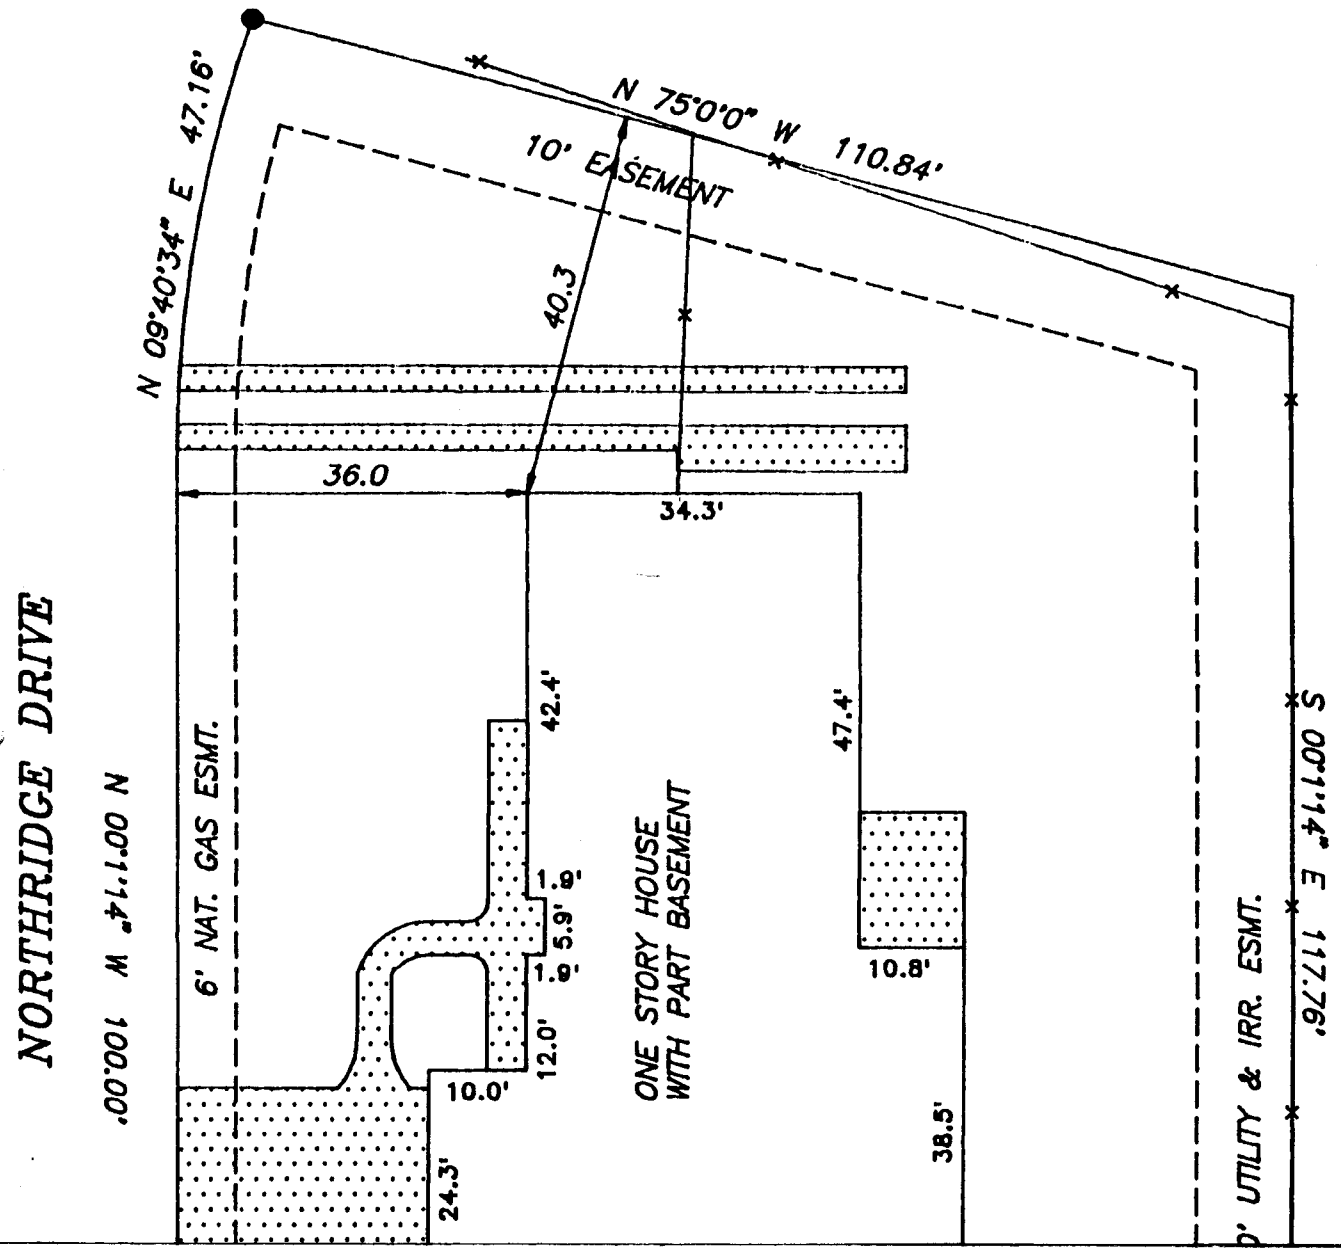 N 09°40'34" E 47.16'
N 75°0'0" W 110.84'
10' EASEMENT
40.3
36.0
34.3'
NORTHRIDGE DRIVE
N 00°1'14" W 100.00'
6' NAT. GAS ESMT.
42.4'
47.4'
1.9'
5.9'
1.9'
12.0'
10.0'
24.3'
ONE STORY HOUSE
WITH PART BASEMENT
10.8'
38.5'
S 00°1'14" E 117.76'
UTILITY & IRR. ESMT.